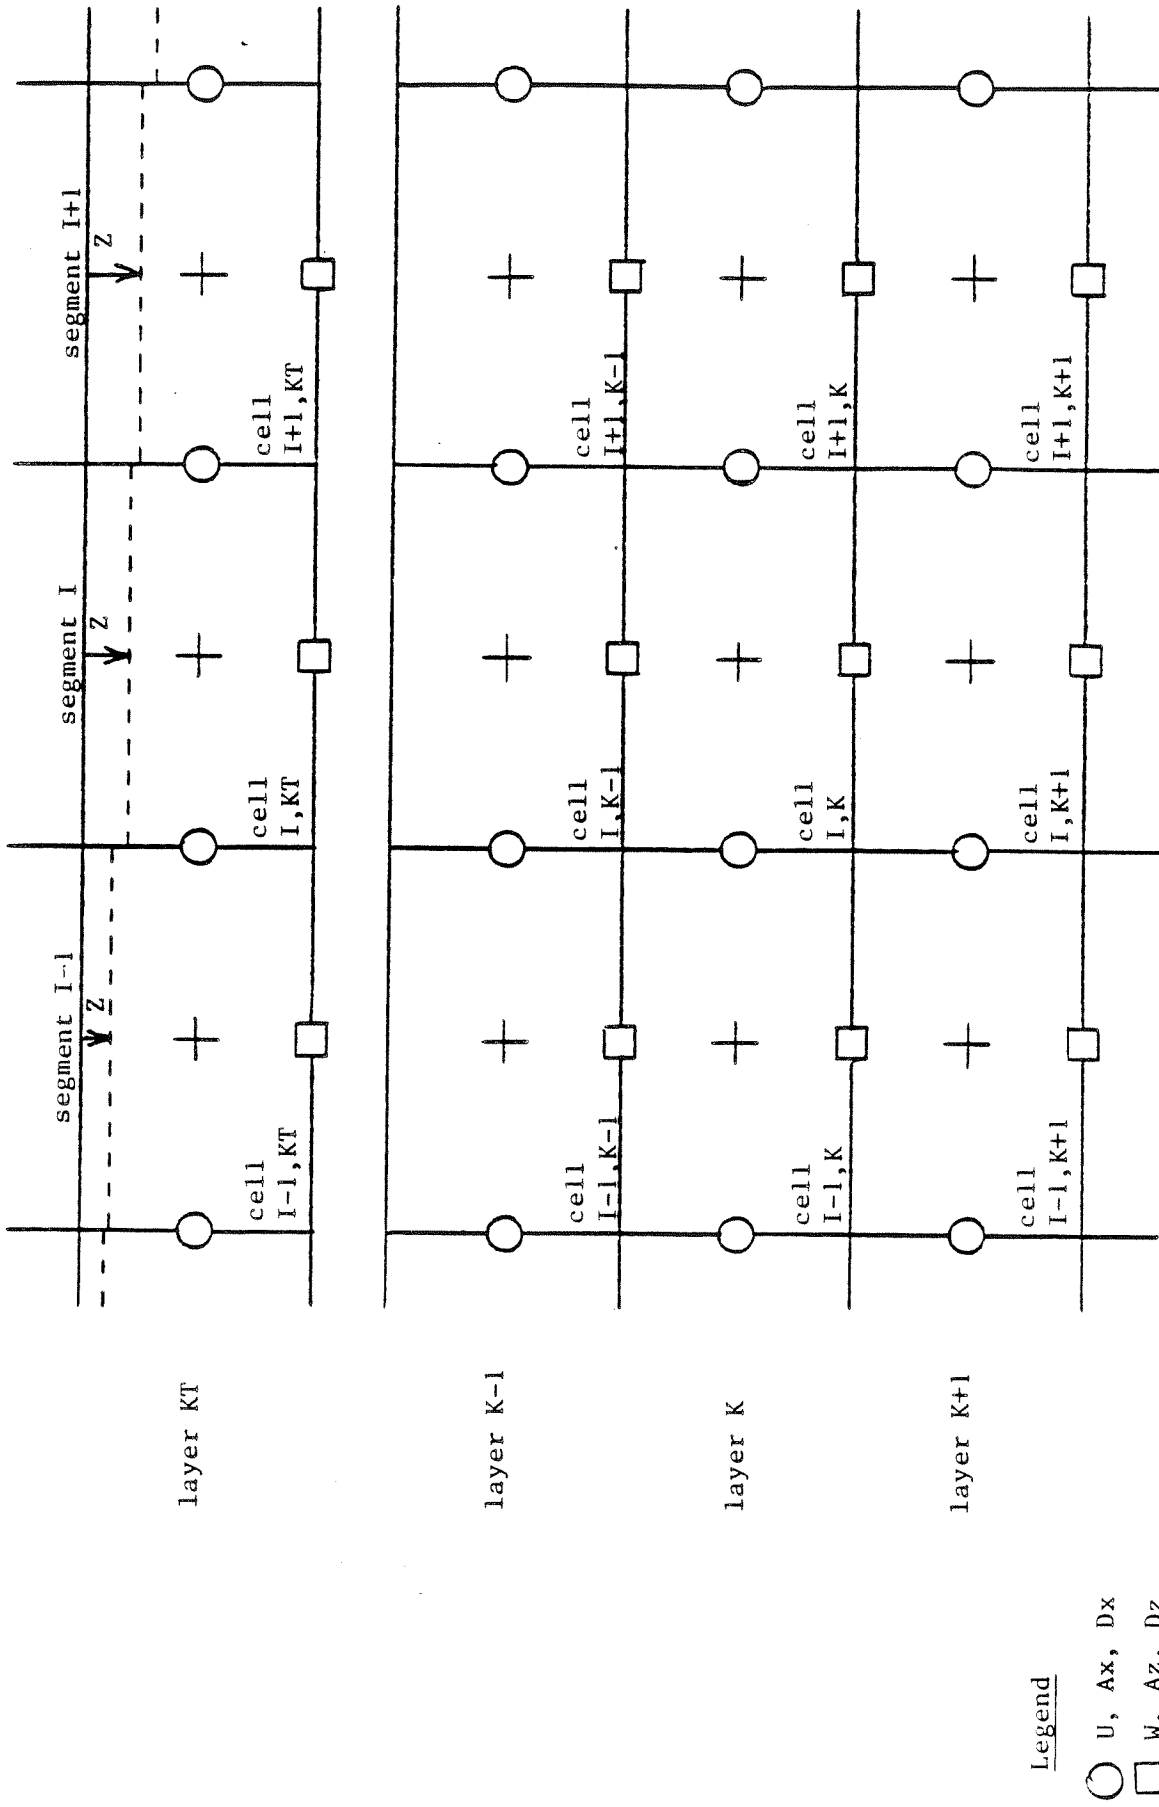 segment I-1
segment I
segment I+1
Z
Z
Z
layer KT
cell
I-1,KT
cell
I,KT
cell
I+1,KT
layer K-1
cell
I-1,K-1
cell
I,K-1
cell
I+1,K-1
layer K
cell
I-1,K
cell
I,K
cell
I+1,K
layer K+1
cell
I-1,K+1
cell
I,K+1
cell
I+1,K+1
Legend
U, Ax, Dx
W, Az, Dz